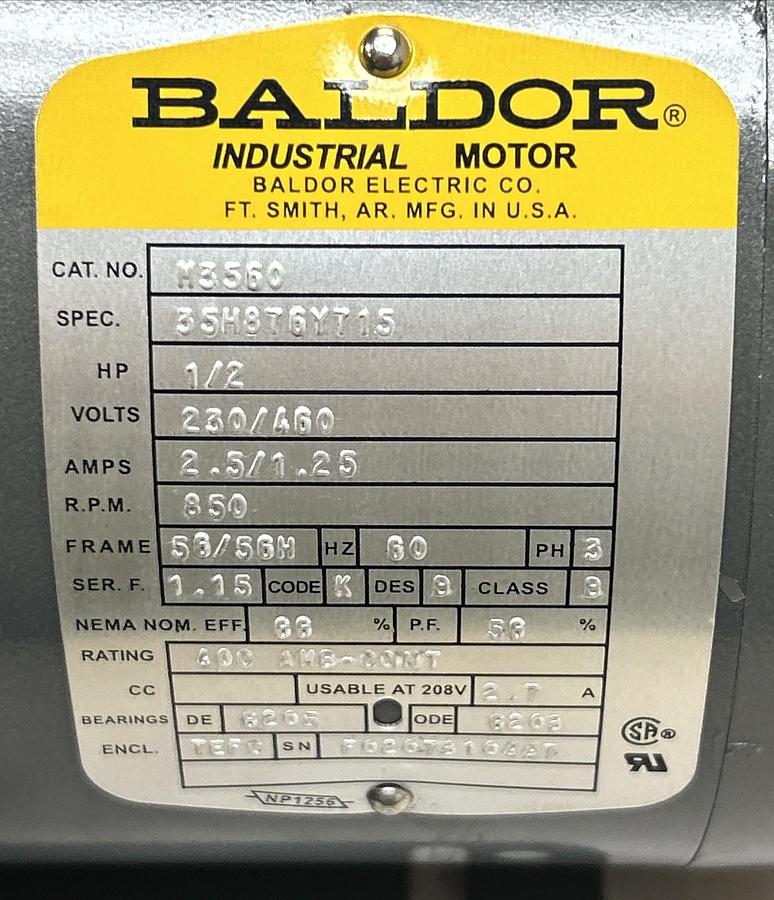 BALDOR®
INDUSTRIAL MOTOR
BALDOR ELECTRIC CO.
FT. SMITH, AR. MFG. IN U.S.A.
CAT. NO. M3560
SPEC. 35H876Y715
HP 1/2
VOLTS 230/460
AMPS 2.5/1.25
R.P.M. 850
FRAME 56/56H HZ 60 PH 3
SER. F. 1.15 CODE K DES B CLASS B
NEMA NOM. EFF. 66 % P.F. 56 %
RATING 40C AMB-CONT
CC USABLE AT 208V 2.7 A
BEARINGS DE 6205 ODE 6203
ENCL. TEFC SN
NP1256
SA®